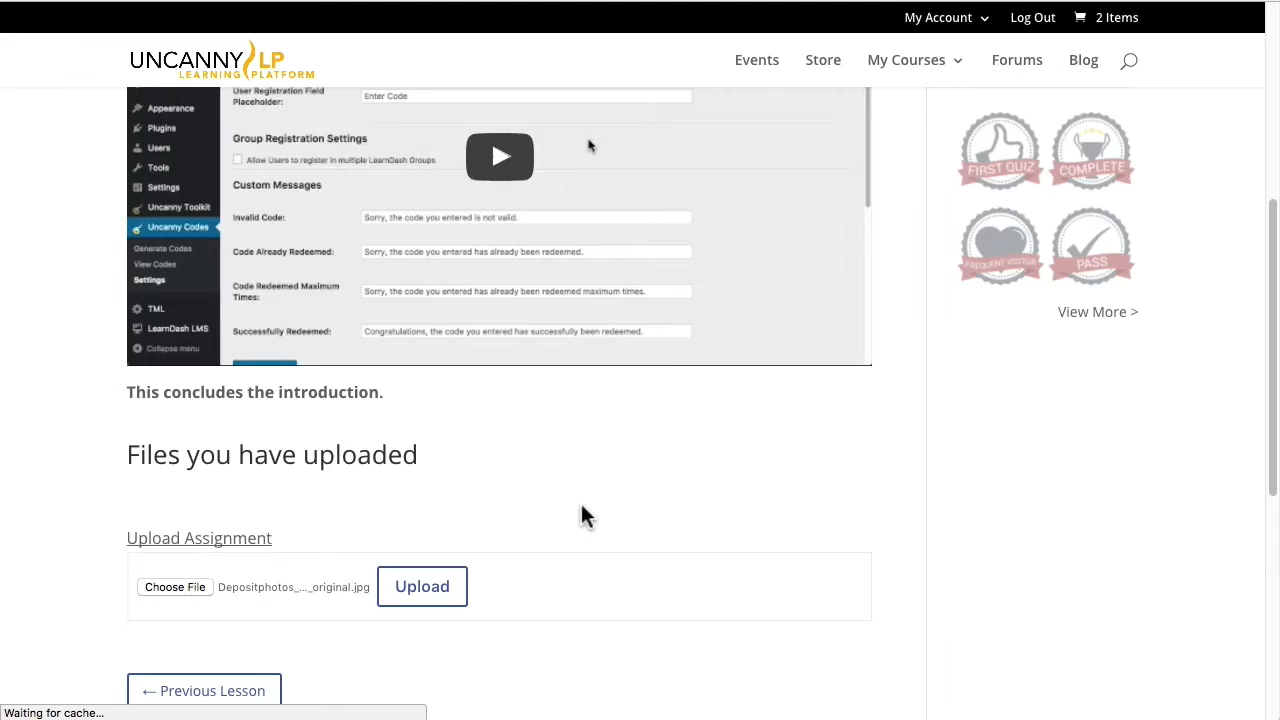 My Account
Log Out
2 Items
UNCANNY LP
LEARNING PLATFORM
Events
Store
My Courses
Forums
Blog
Appearance
Plugins
Users
Tools
Settings
Uncanny Toolkit
Uncanny Codes
Generate Codes
View Codes
Settings
TML
LearnDash LMS
Collapse menu
User Registration Field
Placeholder:
Enter Code
Group Registration Settings
Allow Users to register in multiple LearnDash Groups
Custom Messages
Invalid Code:
Sorry, the code you entered is not valid.
Code Already Redeemed:
Sorry, the code you entered has already been redeemed.
Code Redeemed Maximum
Times:
Sorry, the code you entered has already been redeemed maximum times.
Successfully Redeemed:
Congratulations, the code you entered has successfully been redeemed.
FIRST QUIZ
COMPLETE
FREQUENT VISITOR
PASS
View More >
This concludes the introduction.
Files you have uploaded
Upload Assignment
Choose File
Depositphotos_..._original.jpg
Upload
← Previous Lesson
Waiting for cache...